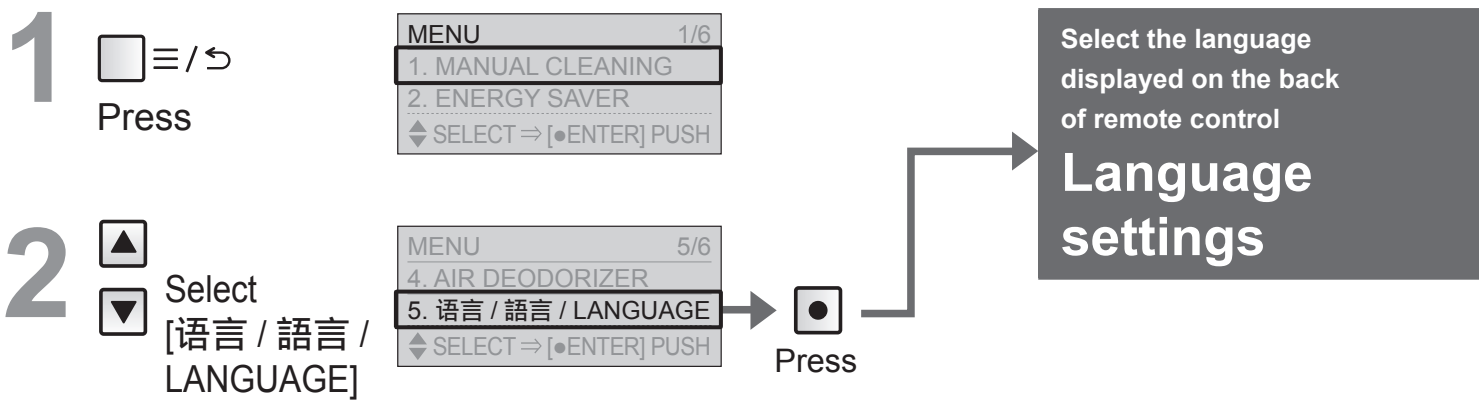 1
☰/⮌
Press
MENU 1/6
1. MANUAL CLEANING
2. ENERGY SAVER
SELECT⇒[●ENTER] PUSH
Select the language
displayed on the back
of remote control
Language
settings
2
Select
[语言 / 語言 /
LANGUAGE]
MENU 5/6
4. AIR DEODORIZER
5. 语言 / 語言 / LANGUAGE
SELECT⇒[●ENTER] PUSH
Press